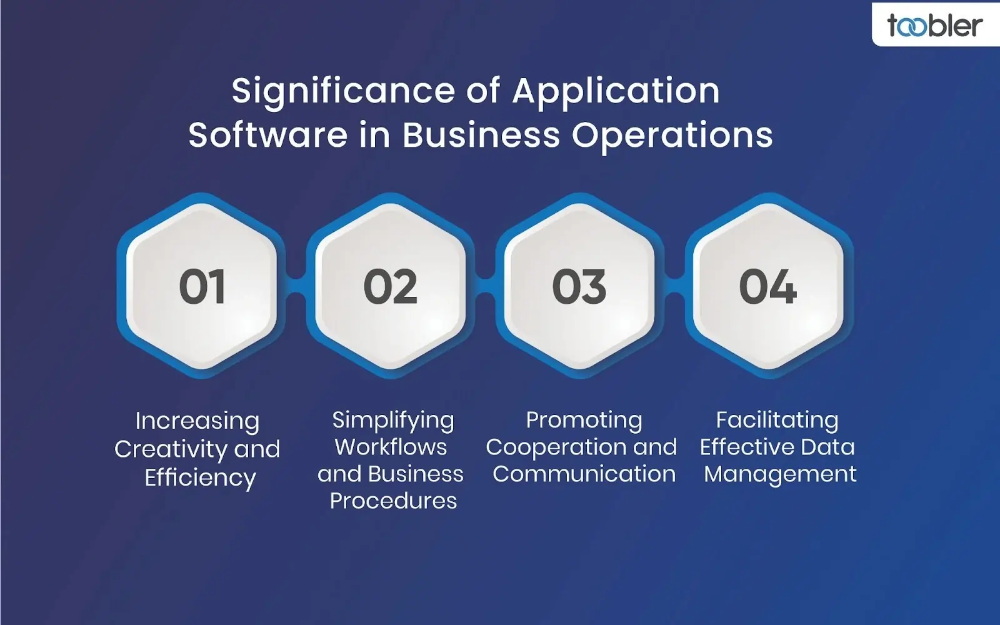 toobler
Significance of Application
Software in Business Operations
01
02
03
04
Increasing
Creativity and
Efficiency
Simplifying
Workflows
and Business
Procedures
Promoting
Cooperation and
Communication
Facilitating
Effective Data
Management